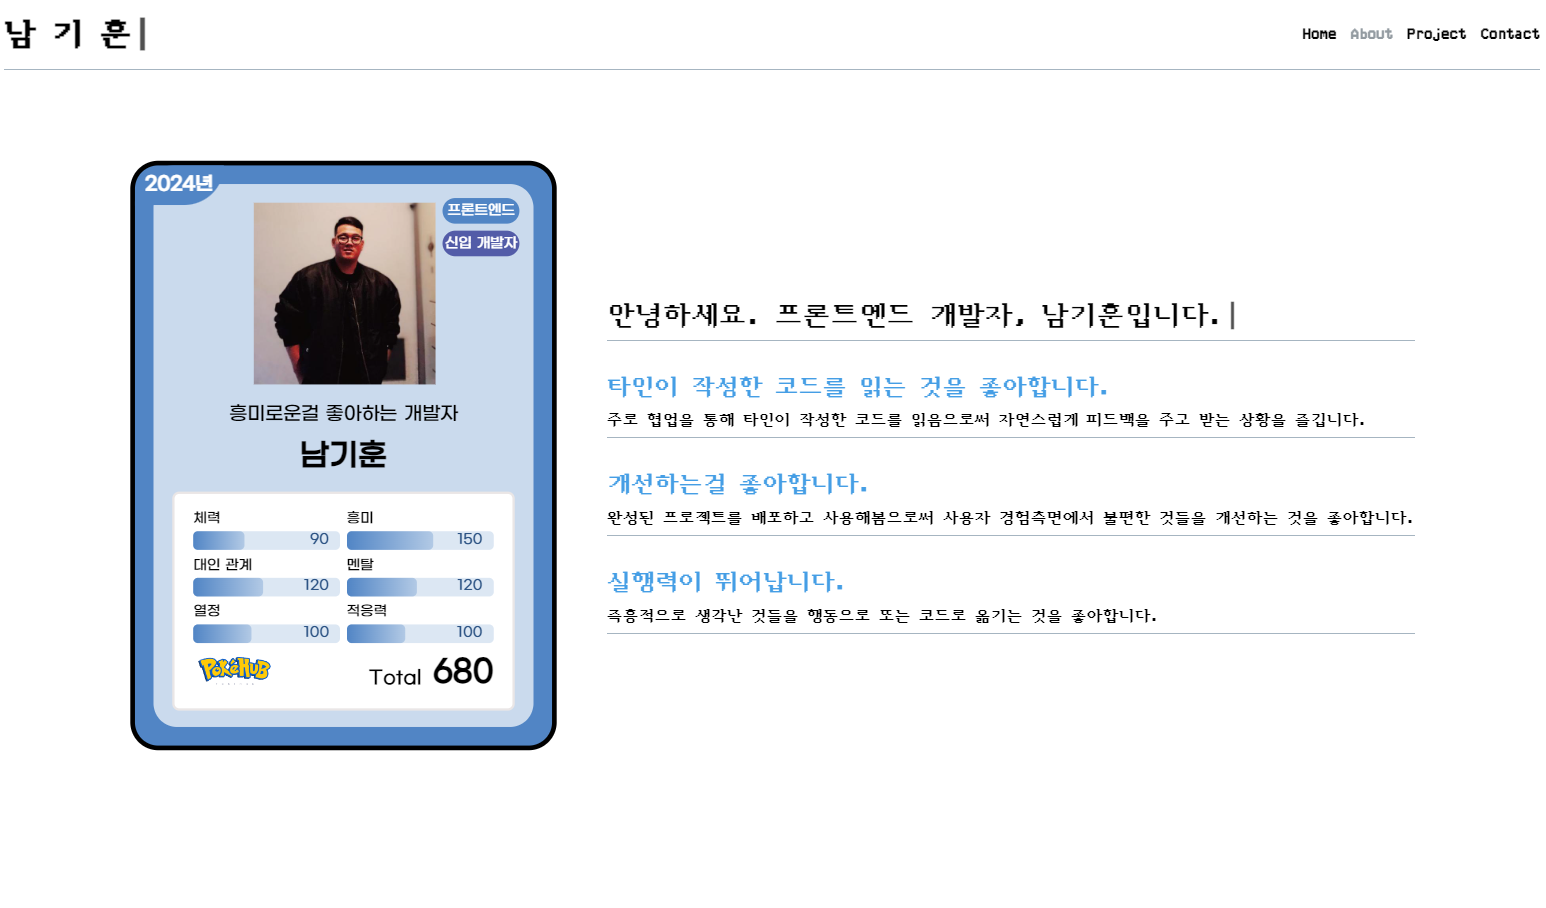 남 기 훈
Home About Project Contact
2024년
프론트엔드
신입 개발자
흥미로운걸 좋아하는 개발자
남기훈
체력 흥미
90 150
대인 관계 멘탈
120 120
열정 적응력
100 100
PokéHuB
Total 680
안녕하세요. 프론트엔드 개발자, 남기훈입니다.
타인이 작성한 코드를 읽는 것을 좋아합니다.
주로 협업을 통해 타인이 작성한 코드를 읽음으로써 자연스럽게 피드백을 주고 받는 상황을 즐깁니다.
개선하는걸 좋아합니다.
완성된 프로젝트를 배포하고 사용해봄으로써 사용자 경험측면에서 불편한 것들을 개선하는 것을 좋아합니다.
실행력이 뛰어납니다.
즉흥적으로 생각난 것들을 행동으로 또는 코드로 옮기는 것을 좋아합니다.